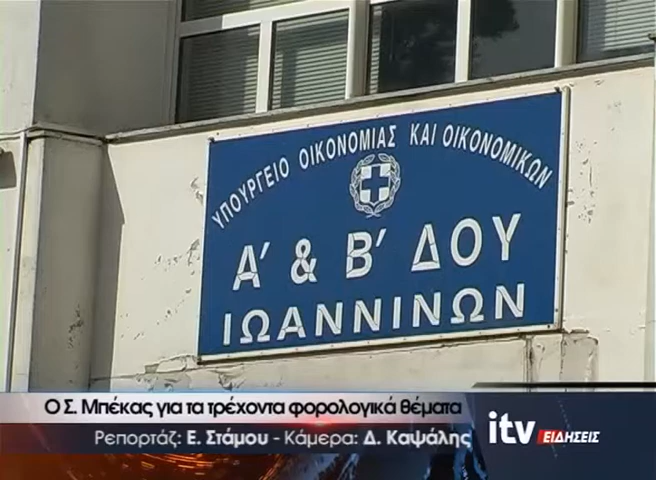 ΥΠΟΥΡΓΕΙΟ ΟΙΚΟΝΟΜΙΑΣ ΚΑΙ ΟΙΚΟΝΟΜΙΚΩΝ
Α΄ & Β΄ ΔΟΥ
ΙΩΑΝΝΙΝΩΝ
Ο Σ. Μπέκας για τα τρέχοντα φορολογικά θέματα
Ρεπορτάζ: Ε. Στάμου - Κάμερα: Δ. Καψάλης
itv ΕΙΔΗΣΕΙΣ